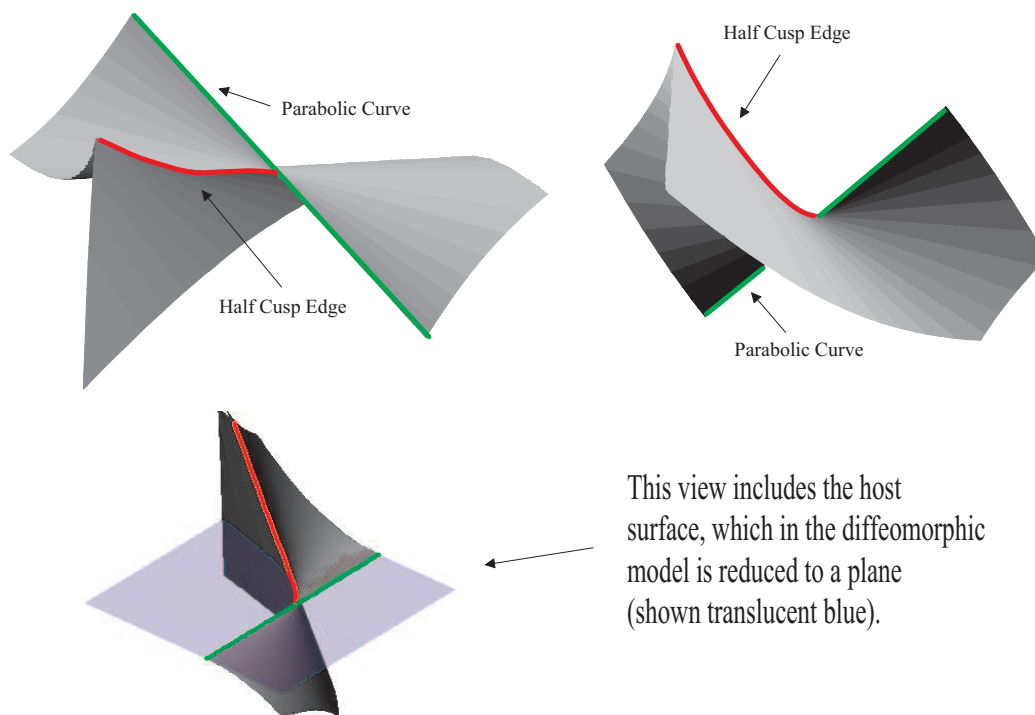 Half Cusp Edge
Parabolic Curve
Half Cusp Edge
Parabolic Curve
This view includes the host
surface, which in the diffeomorphic
model is reduced to a plane
(shown translucent blue).